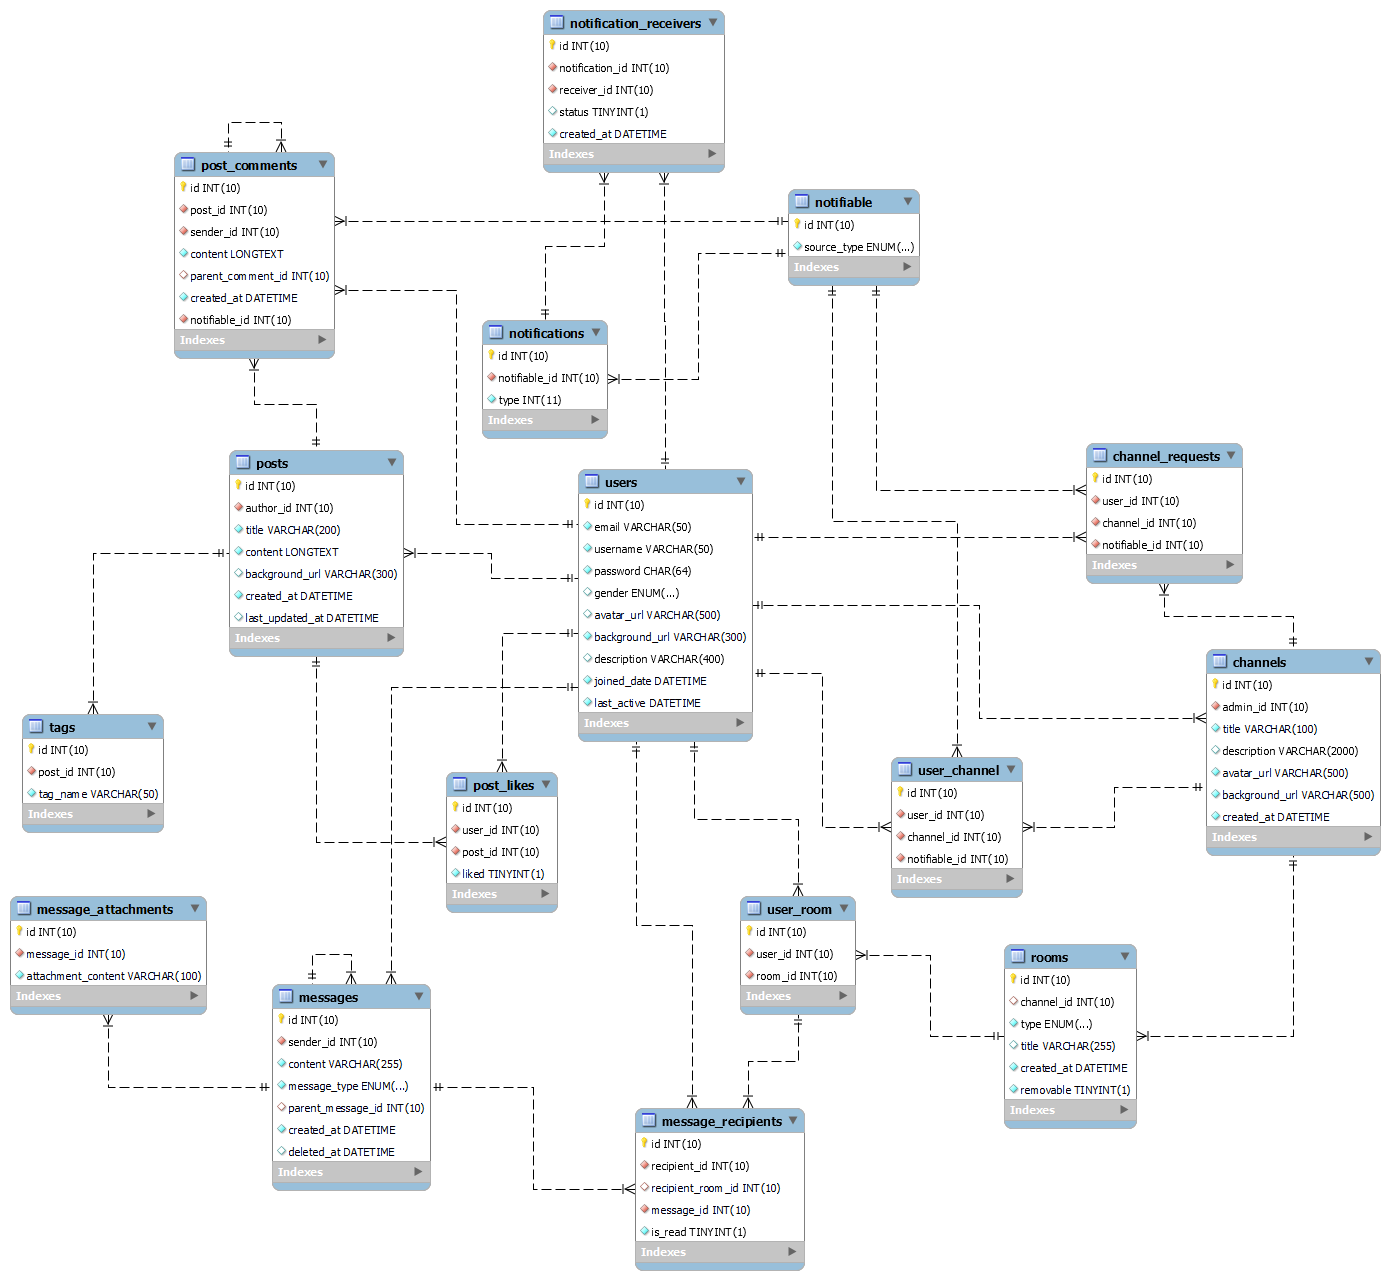 notification_receivers
id INT(10)
notification_id INT(10)
receiver_id INT(10)
status TINYINT(1)
created_at DATETIME
Indexes
post_comments
id INT(10)
post_id INT(10)
sender_id INT(10)
content LONGTEXT
parent_comment_id INT(10)
created_at DATETIME
notifiable_id INT(10)
Indexes
notifiable
id INT(10)
source_type ENUM(...)
Indexes
notifications
id INT(10)
notifiable_id INT(10)
type INT(11)
Indexes
posts
id INT(10)
author_id INT(10)
title VARCHAR(200)
content LONGTEXT
background_url VARCHAR(300)
created_at DATETIME
last_updated_at DATETIME
Indexes
users
id INT(10)
email VARCHAR(50)
username VARCHAR(50)
password CHAR(64)
gender ENUM(...)
avatar_url VARCHAR(500)
background_url VARCHAR(300)
description VARCHAR(400)
joined_date DATETIME
last_active DATETIME
Indexes
channel_requests
id INT(10)
user_id INT(10)
channel_id INT(10)
notifiable_id INT(10)
Indexes
channels
id INT(10)
admin_id INT(10)
title VARCHAR(100)
description VARCHAR(2000)
avatar_url VARCHAR(500)
background_url VARCHAR(500)
created_at DATETIME
Indexes
tags
id INT(10)
post_id INT(10)
tag_name VARCHAR(50)
Indexes
post_likes
id INT(10)
user_id INT(10)
post_id INT(10)
liked TINYINT(1)
Indexes
user_channel
id INT(10)
user_id INT(10)
channel_id INT(10)
notifiable_id INT(10)
Indexes
message_attachments
id INT(10)
message_id INT(10)
attachment_content VARCHAR(100)
Indexes
user_room
id INT(10)
user_id INT(10)
room_id INT(10)
Indexes
rooms
id INT(10)
channel_id INT(10)
type ENUM(...)
title VARCHAR(255)
created_at DATETIME
removable TINYINT(1)
Indexes
messages
id INT(10)
sender_id INT(10)
content VARCHAR(255)
message_type ENUM(...)
parent_message_id INT(10)
created_at DATETIME
deleted_at DATETIME
Indexes
message_recipients
id INT(10)
recipient_id INT(10)
recipient_room_id INT(10)
message_id INT(10)
is_read TINYINT(1)
Indexes